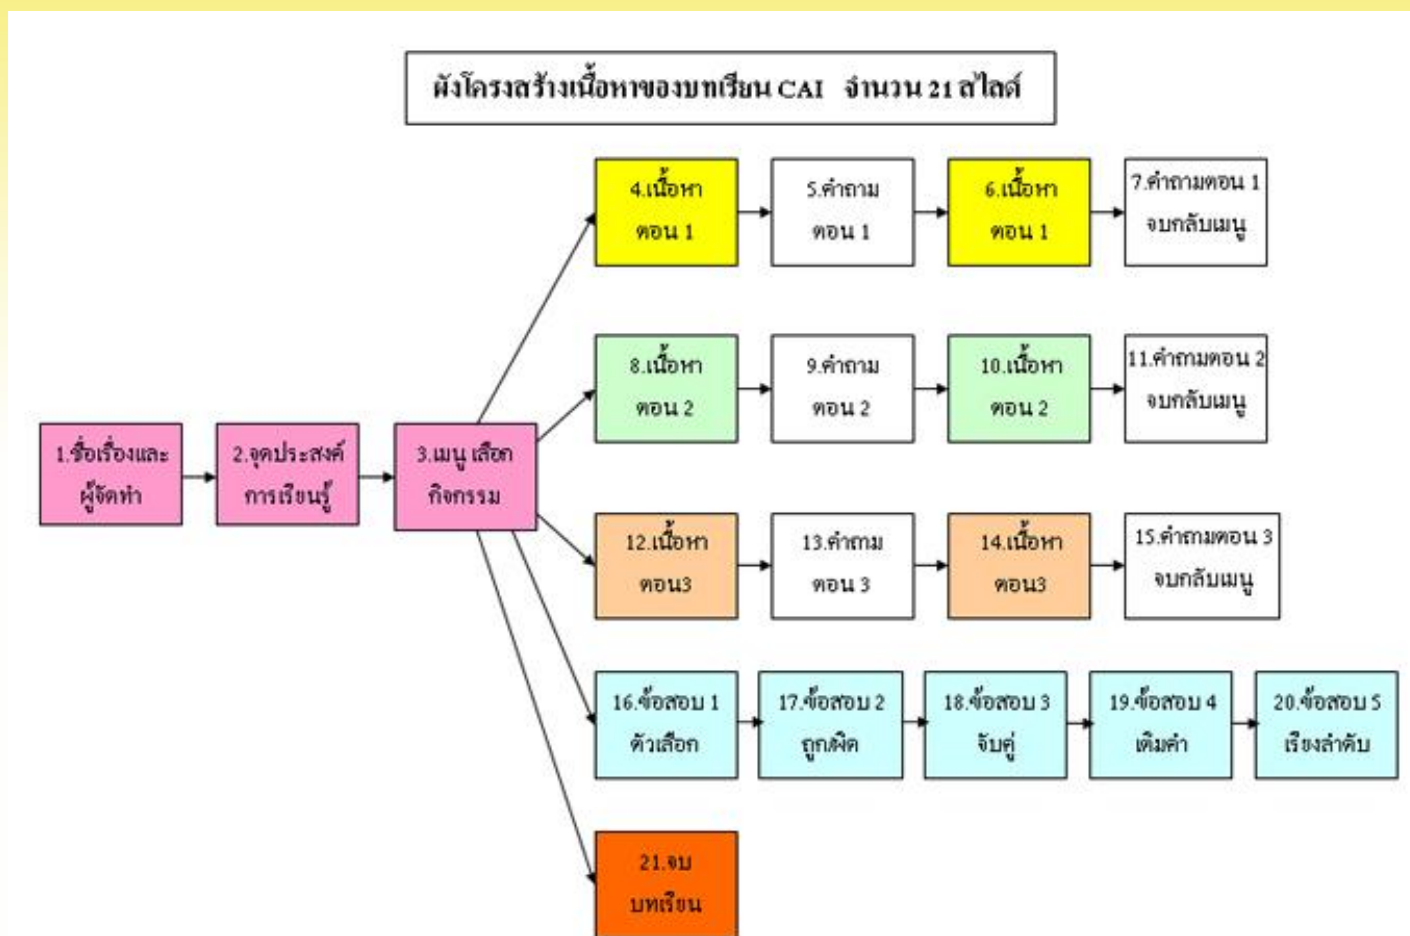 ผังโครงสร้างเนื้อหาของบทเรียน CAI จำนวน 21 สไลด์
4.เนื้อหา
ตอน 1
5.คำถาม
ตอน 1
6.เนื้อหา
ตอน 1
7.คำถามตอน 1
จบกลับเมนู
8.เนื้อหา
ตอน 2
9.คำถาม
ตอน 2
10.เนื้อหา
ตอน 2
11.คำถามตอน 2
จบกลับเมนู
1.ชื่อเรื่องและ
ผู้จัดทำ
2.จุดประสงค์
การเรียนรู้
3.เมนู เลือก
กิจกรรม
12.เนื้อหา
ตอน3
13.คำถาม
ตอน 3
14.เนื้อหา
ตอน3
15.คำถามตอน 3
จบกลับเมนู
16.ข้อสอบ 1
ตัวเลือก
17.ข้อสอบ 2
ถูก/ผิด
18.ข้อสอบ 3
จับคู่
19.ข้อสอบ 4
เติมคำ
20.ข้อสอบ 5
เรียงลำดับ
21.จบ
บทเรียน